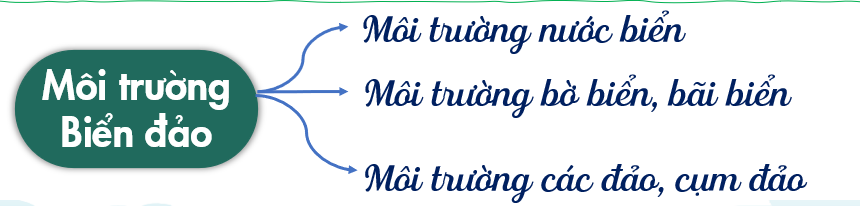 Môi trường
Biển đảo
Môi trường nước biển
Môi trường bờ biển, bãi biển
Môi trường các đảo, cụm đảo